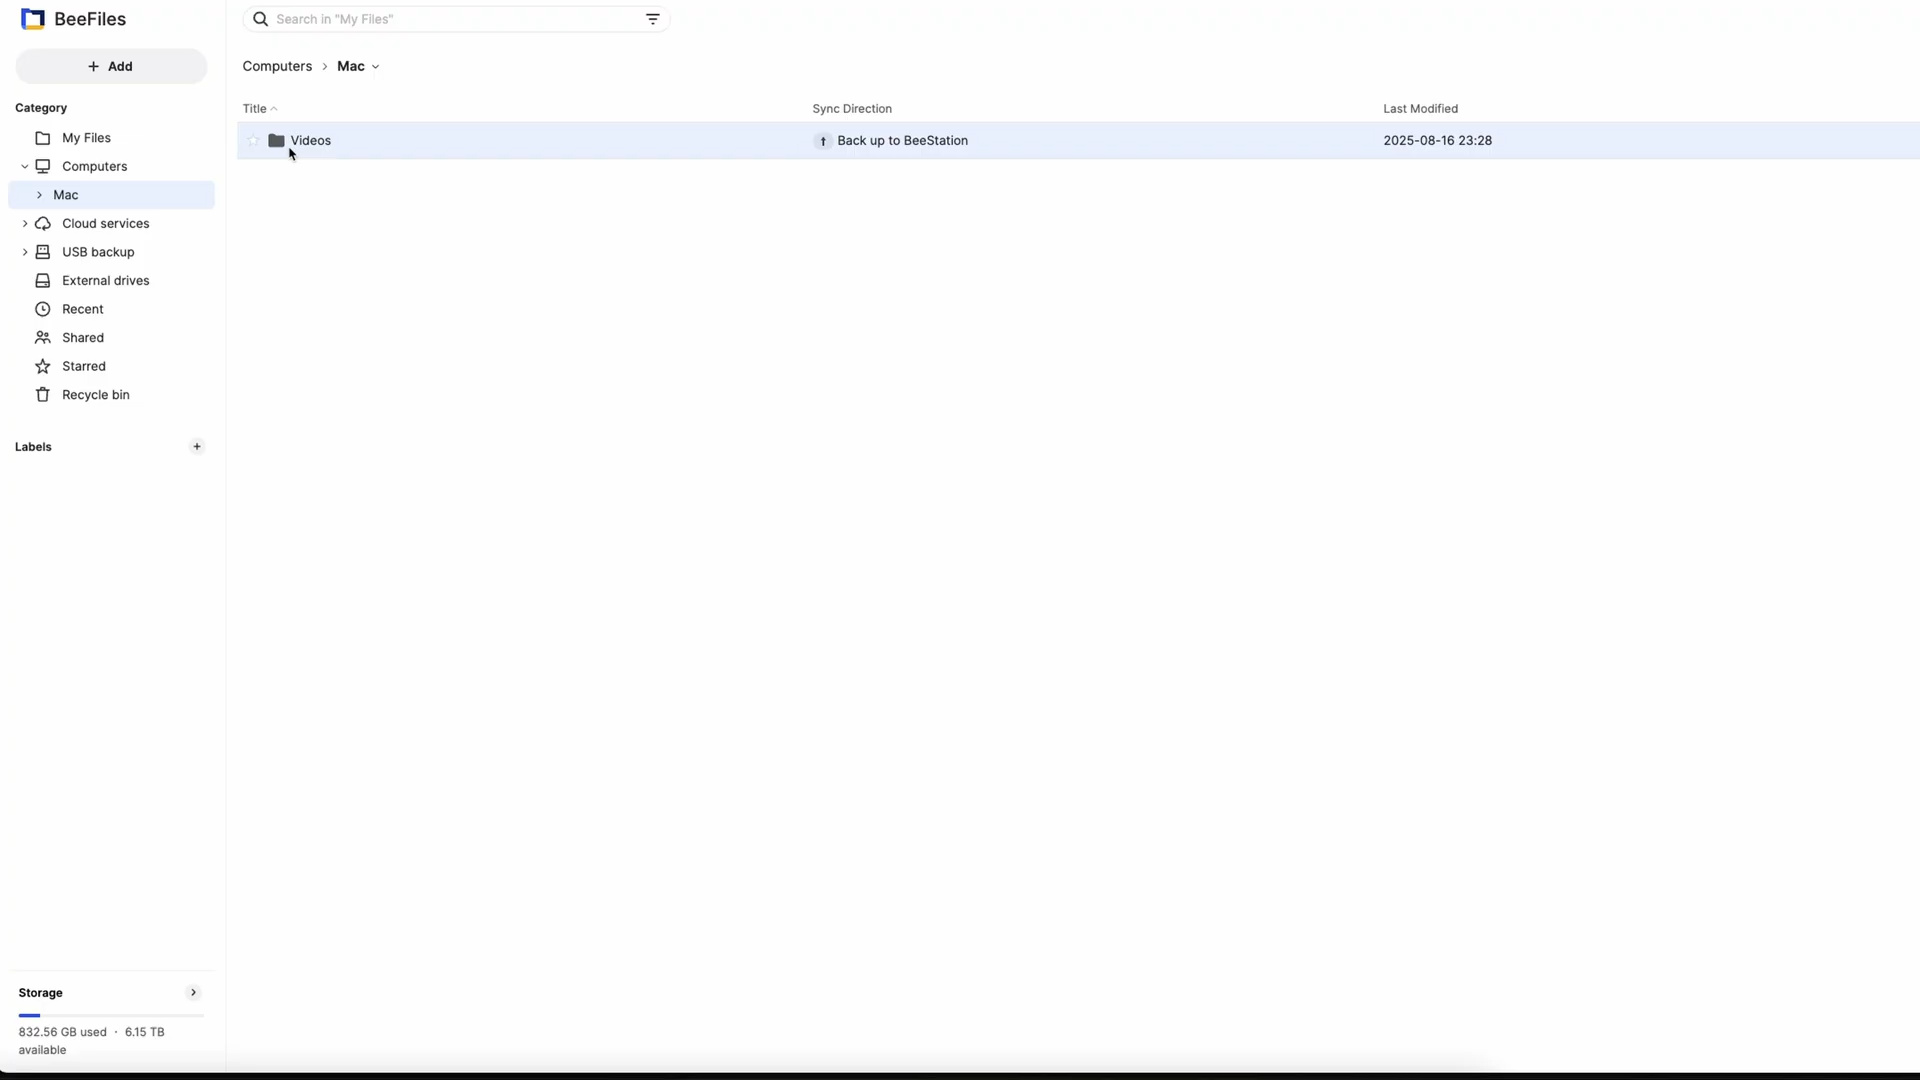 BeeFiles
Search in "My Files"
Add
Computers > Mac
Category
Title
Sync Direction
Last Modified
My Files
Videos
Back up to BeeStation
2025-08-16 23:28
Computers
Mac
Cloud services
USB backup
External drives
Recent
Shared
Starred
Recycle bin
Labels
Storage
832.56 GB used · 6.15 TB
available